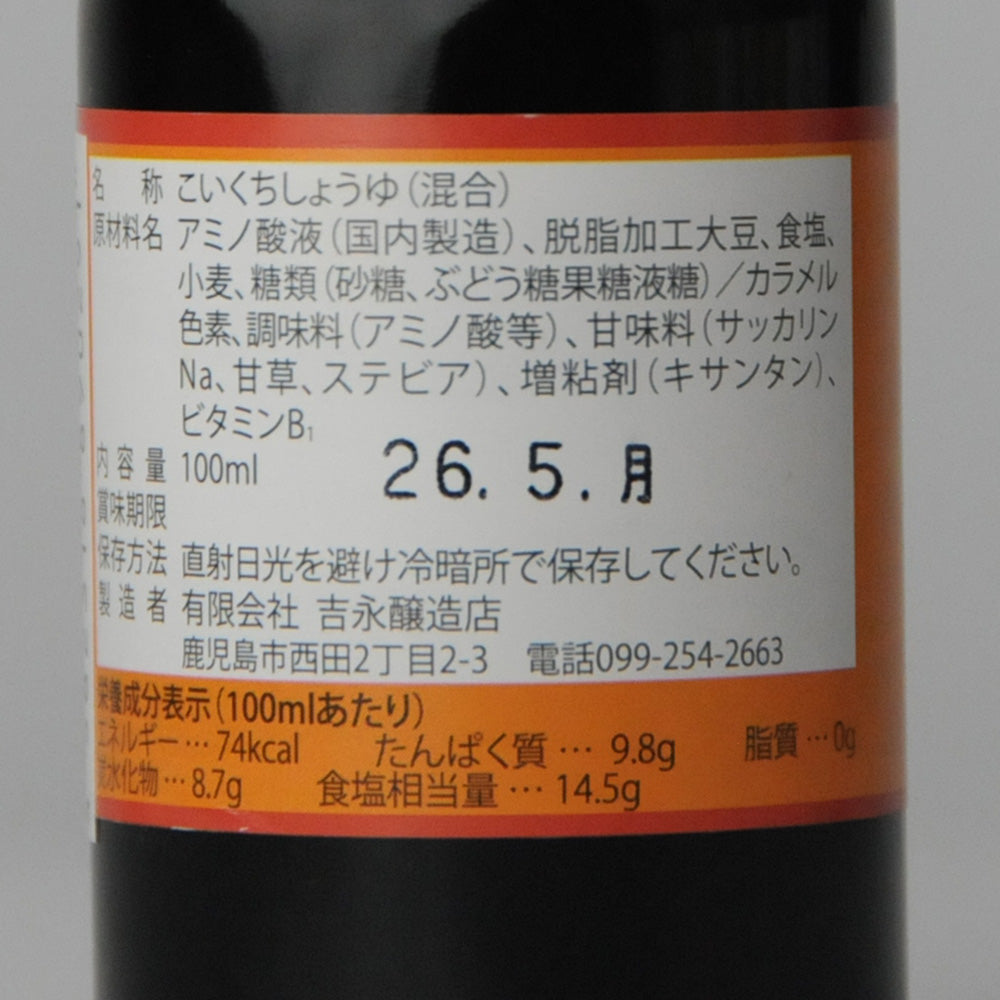 名称 こいくちしょうゆ（混合）
原材料名 アミノ酸液（国内製造）、脱脂加工大豆、食塩、
小麦、糖類（砂糖、ぶどう糖果糖液糖）／カラメル
色素、調味料（アミノ酸等）、甘味料（サッカリン
Na、甘草、ステビア）、増粘剤（キサンタン）、
ビタミンB₁
内容量 100ml
26.5.月
賞味期限
保存方法 直射日光を避け冷暗所で保存してください。
製造者 有限会社 吉永醸造店
鹿児島市西田2丁目2-3 電話099-254-2663
栄養成分表示（100mlあたり）
エネルギー…74kcal たんぱく質…9.8g 脂質…0g
炭水化物…8.7g 食塩相当量…14.5g